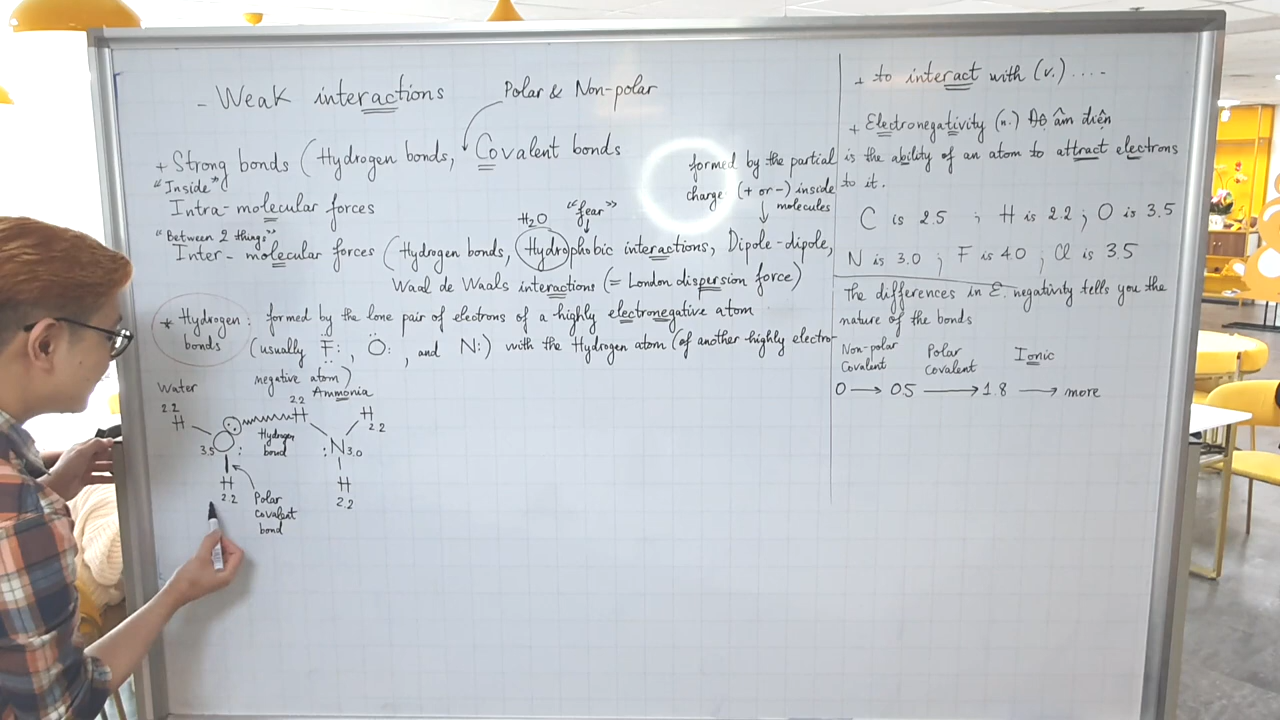 - Weak interactions
Polar & Non-polar
+ Strong bonds (Hydrogen bonds, Covalent bonds
"Inside"
Intra-molecular forces
"Between 2 things"
H₂O
"fear"
Inter-molecular forces (Hydrogen bonds, Hydrophobic interactions, Dipole-dipole,
Waal de Waals interactions (= London dispersion force)
formed by the partial
charge (+ or -) inside
molecules
* Hydrogen bonds: formed by the lone pair of electrons of a highly electronegative atom
(usually F:, O:, and N:) with the Hydrogen atom (of another highly electro-
negative atom)
Water
2.2
H
3.5
O
H
2.2
Hydrogen
bond
Polar
covalent
bond
Ammonia
2.2
H
H
2.2
:N 3.0
H
2.2
+ to interact with (v.) ....
+ Electronegativity (n.) Độ âm điện
is the ability of an atom to attract electrons
to it.
C is 2.5 ; H is 2.2 ; O is 3.5
N is 3.0 ; F is 4.0 ; Cl is 3.5
The differences in E. negativity tells you the
nature of the bonds
Non-polar
Covalent
Polar
Covalent
Ionic
0 → 0.5 → 1.8 → more